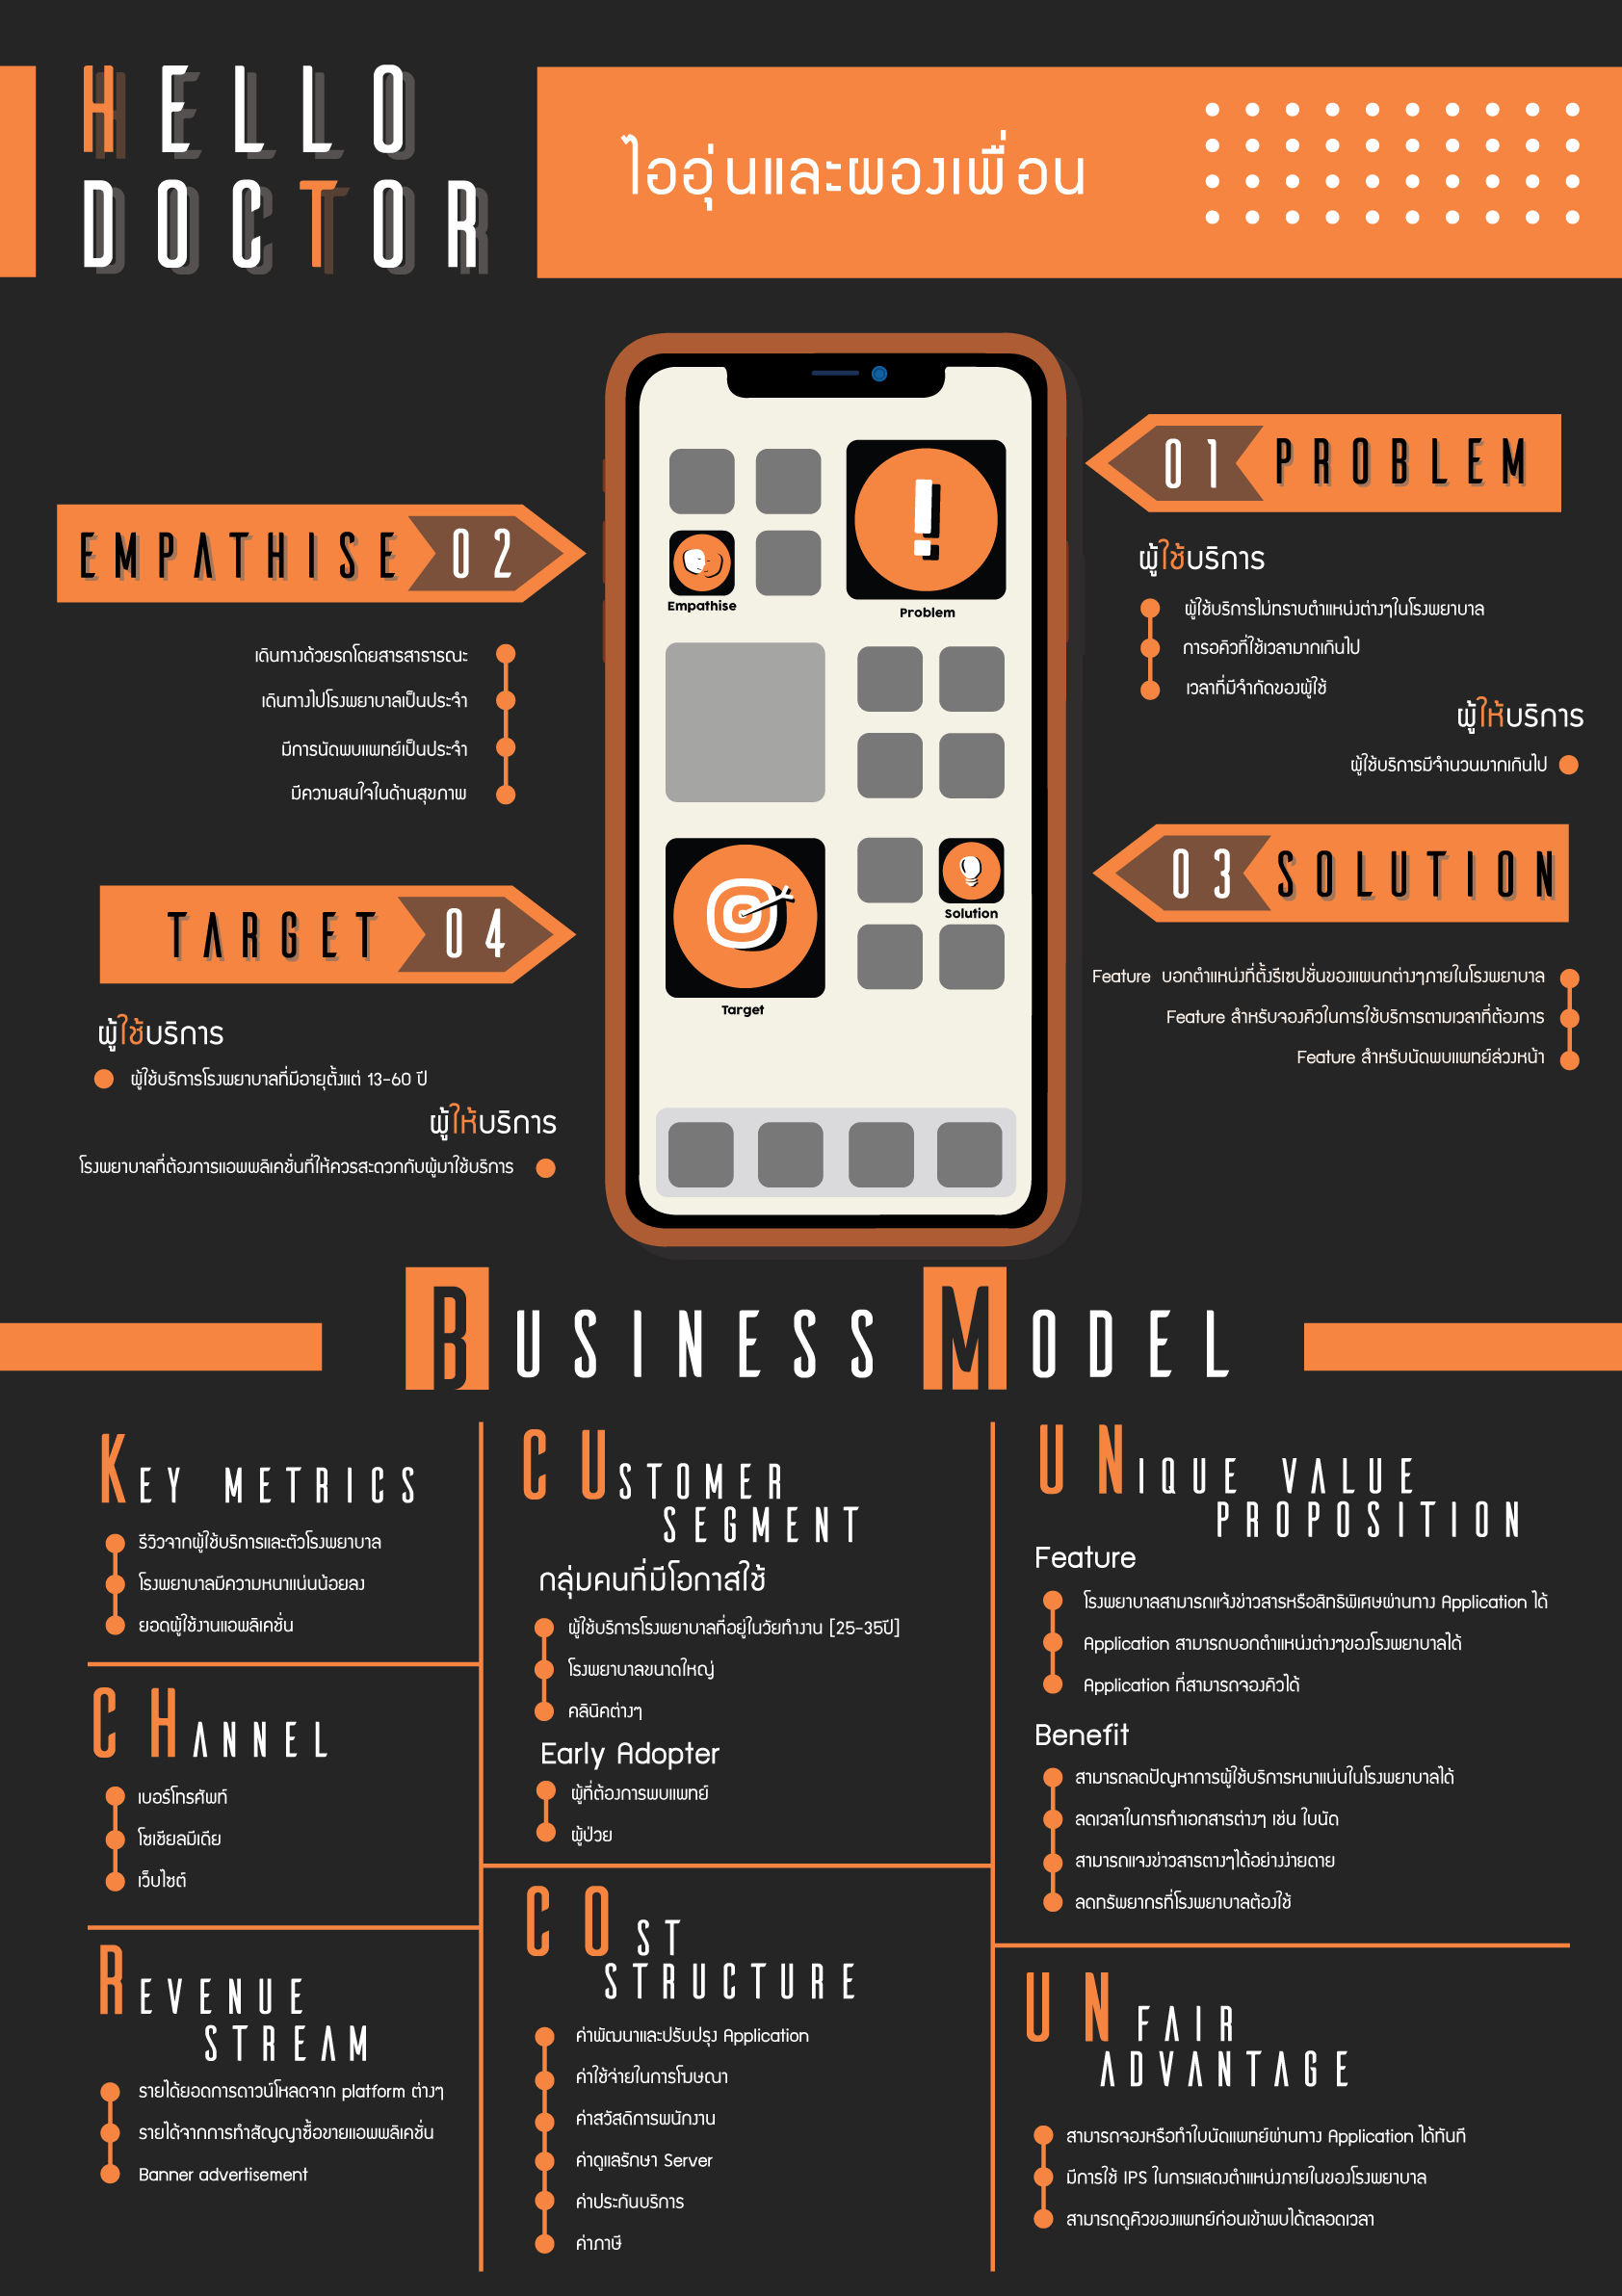 HELLO
DOCTOR
ไออุ่นและผองเพื่อน
01 PROBLEM
ผู้ใช้บริการ
ผู้ใช้บริการไม่ทราบตำแหน่งต่างๆในโรงพยาบาล
การอคิวที่ใช้เวลามากเกินไป
เวลาที่มีจำกัดของผู้ใช้
ผู้ให้บริการ
ผู้ใช้บริการมีจำนวนมากเกินไป
EMPATHISE 02
เดินทางด้วยรถโดยสารสาธารณะ
เดินทางไปโรงพยาบาลเป็นประจำ
มีการนัดพบแพทย์เป็นประจำ
มีความสนใจในด้านสุขภาพ
Empathise
Problem
Target
Solution
03 SOLUTION
Feature บอกตำแหน่งที่ตั้งรีเซปชั่นของแผนกต่างๆภายในโรงพยาบาล
Feature สำหรับจองคิวในการใช้บริการตามเวลาที่ต้องการ
Feature สำหรับนัดพบแพทย์ล่วงหน้า
TARGET 04
ผู้ใช้บริการ
ผู้ใช้บริการโรงพยาบาลที่มีอายุตั้งแต่ 13-60 ปี
ผู้ให้บริการ
โรงพยาบาลที่ต้องการแอพพลิเคชั่นที่ให้ควรสะดวกกับผู้มาใช้บริการ
BUSINESS MODEL
KEY METRICS
รีวิวจากผู้ใช้บริการและตัวโรงพยาบาล
โรงพยาบาลมีความหนาแน่นน้อยลง
ยอดผู้ใช้งานแอพลิเคชั่น
CHANNEL
เบอร์โทรศัพท์
โซเชียลมีเดีย
เว็บไซต์
REVENUE
STREAM
รายได้ยอดการดาวน์โหลดจาก platform ต่างๆ
รายได้จากการทำสัญญาซื้อขายแอพพลิเคชั่น
Banner advertisement
CUSTOMER
SEGMENT
กลุ่มคนที่มีโอกาสใช้
ผู้ใช้บริการโรงพยาบาลที่อยู่ในวัยทำงาน [25-35ปี]
โรงพยาบาลขนาดใหญ่
คลินิคต่างๆ
Early Adopter
ผู้ที่ต้องการพบแพทย์
ผู้ป่วย
COST
STRUCTURE
ค่าพัฒนาและปรับปรุง Application
ค่าใช้จ่ายในการโฆษณา
ค่าสวัสดิการพนักงาน
ค่าดูแลรักษา Server
ค่าประกันบริการ
ค่าภาษี
UNIQUE VALUE
PROPOSITION
Feature
โรงพยาบาลสามารถแจ้งข่าวสารหรือสิทธิพิเศษผ่านทาง Application ได้
Application สามารถบอกตำแหน่งต่างๆของโรงพยาบาลได้
Application ที่สามารถจองคิวได้
Benefit
สามารถลดปัญหาการผู้ใช้บริการหนาแน่นในโรงพยาบาลได้
ลดเวลาในการทำเอกสารต่างๆ เช่น ใบนัด
สามารถแจงข่าวสารตางๆได้อย่างง่ายดาย
ลดทรัพยากรที่โรงพยาบาลต้องใช้
UNFAIR
ADVANTAGE
สามารถจองหรือทำใบนัดแพทย์ผ่านทาง Application ได้ทันที
มีการใช้ IPS ในการแสดงตำแหน่งภายในของโรงพยาบาล
สามารถดูคิวของแพทย์ก่อนเข้าพบได้ตลอดเวลา